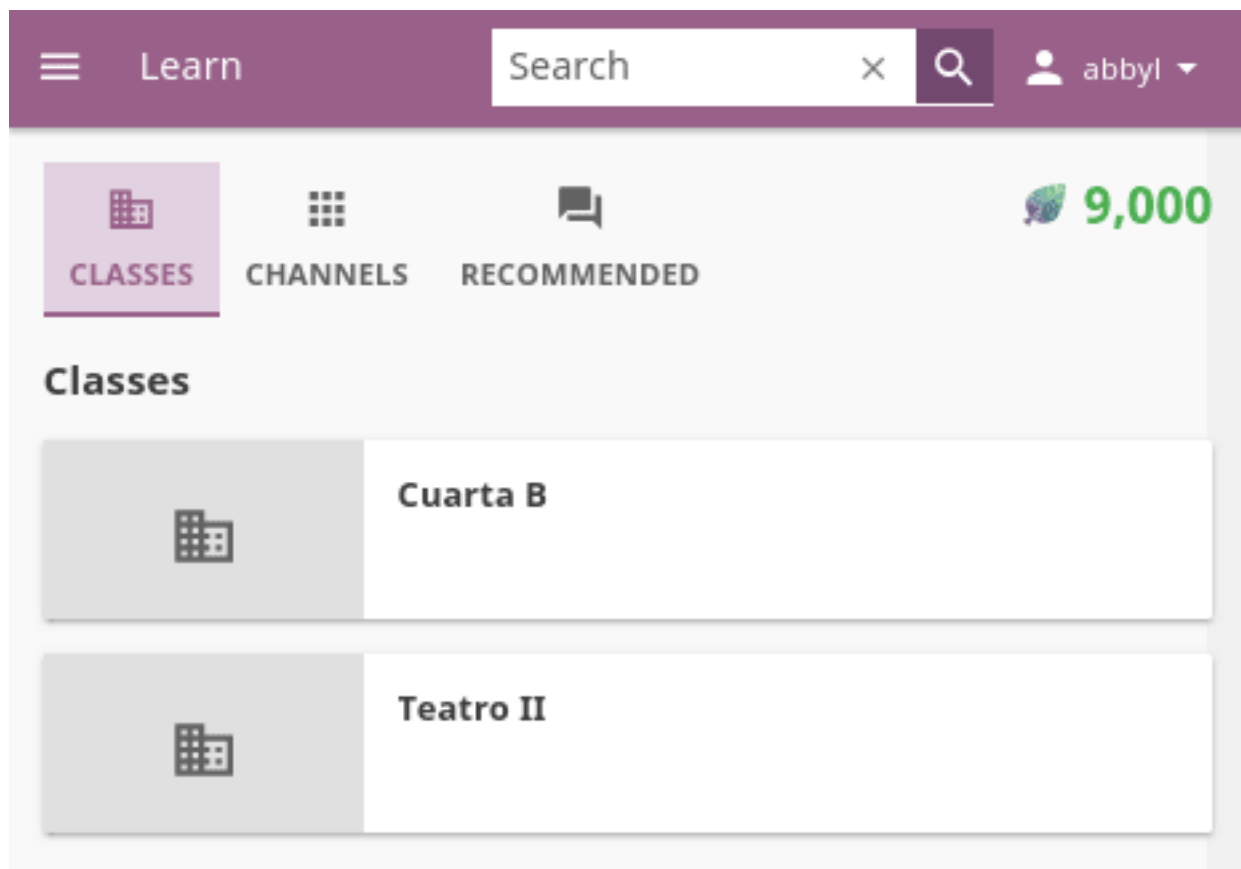 Learn
Search
abbyl
9,000
CLASSES
CHANNELS
RECOMMENDED
Classes
Cuarta B
Teatro II